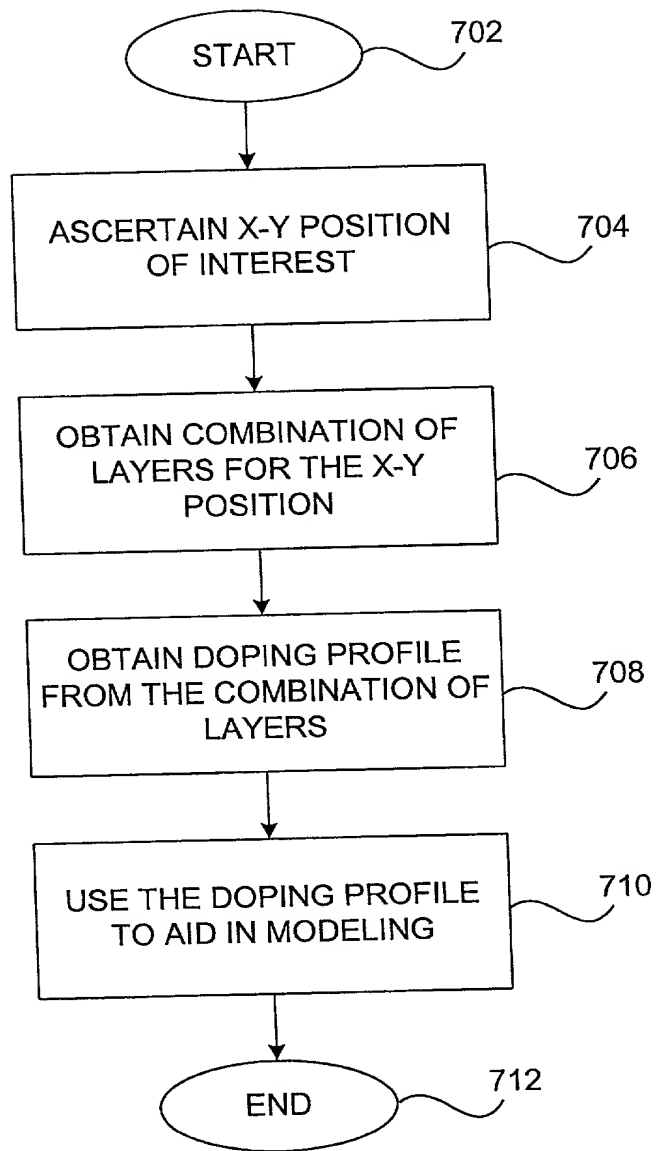 START
702
ASCERTAIN X-Y POSITION
OF INTEREST
704
OBTAIN COMBINATION OF
LAYERS FOR THE X-Y
POSITION
706
OBTAIN DOPING PROFILE
FROM THE COMBINATION OF
LAYERS
708
USE THE DOPING PROFILE
TO AID IN MODELING
710
END
712